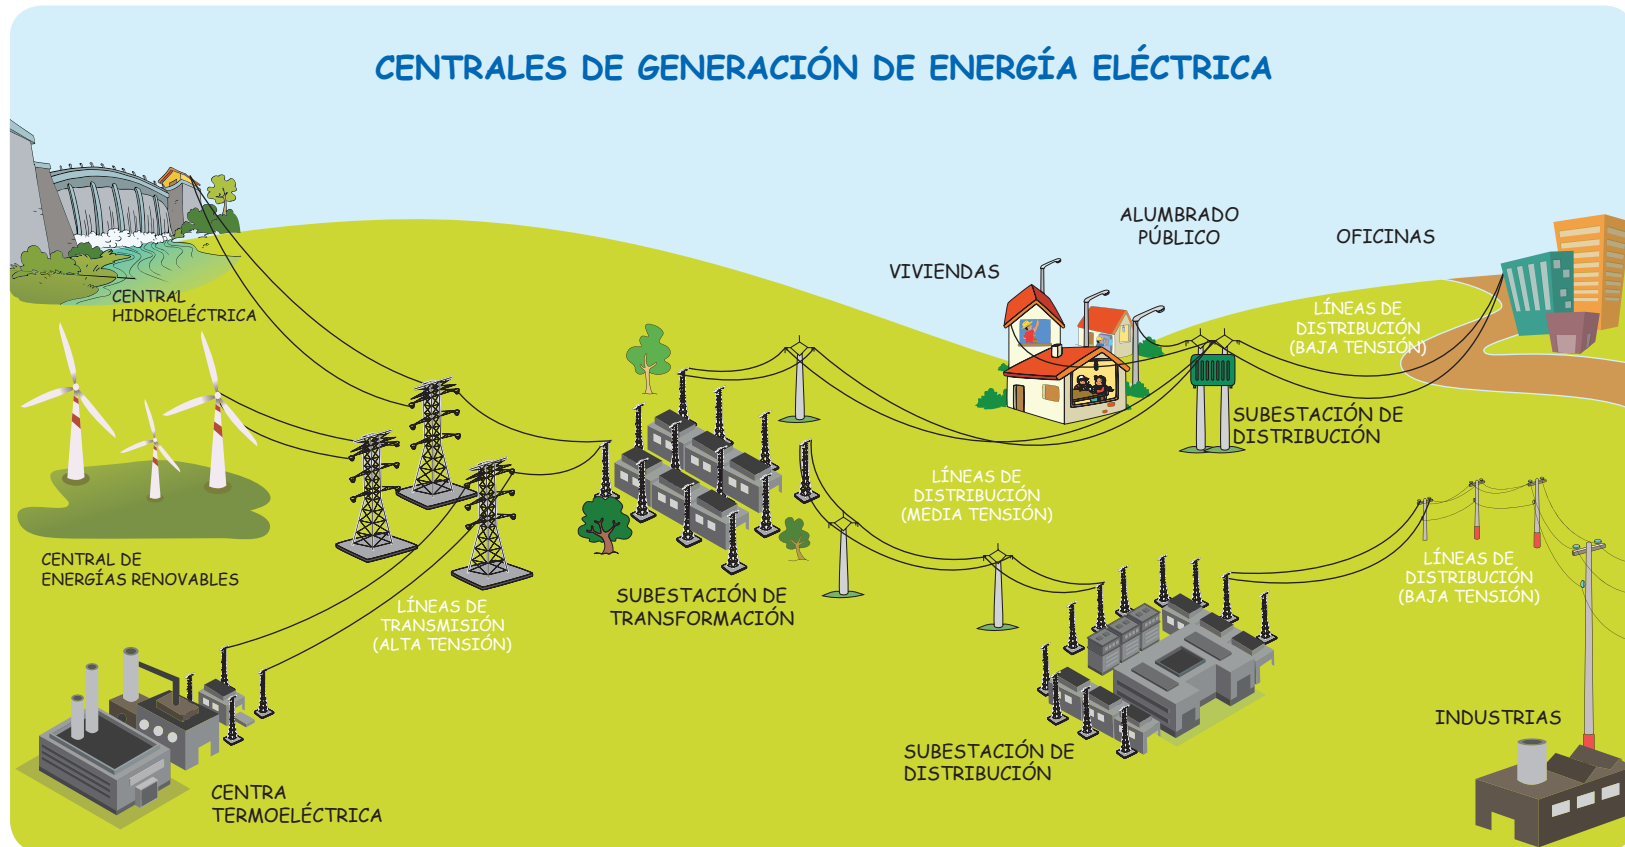 CENTRALES DE GENERACIÓN DE ENERGÍA ELÉCTRICA
ALUMBRADO
PÚBLICO
OFICINAS
VIVIENDAS
CENTRAL
HIDROELÉCTRICA
LÍNEAS DE
DISTRIBUCIÓN
(BAJA TENSIÓN)
SUBESTACIÓN DE
DISTRIBUCIÓN
LÍNEAS DE
DISTRIBUCIÓN
(MEDIA TENSIÓN)
CENTRAL DE
ENERGÍAS RENOVABLES
LÍNEAS DE
DISTRIBUCIÓN
(BAJA TENSIÓN)
SUBESTACIÓN DE
TRANSFORMACIÓN
LÍNEAS DE
TRANSMISIÓN
(ALTA TENSIÓN)
INDUSTRIAS
SUBESTACIÓN DE
DISTRIBUCIÓN
CENTRA
TERMOELÉCTRICA